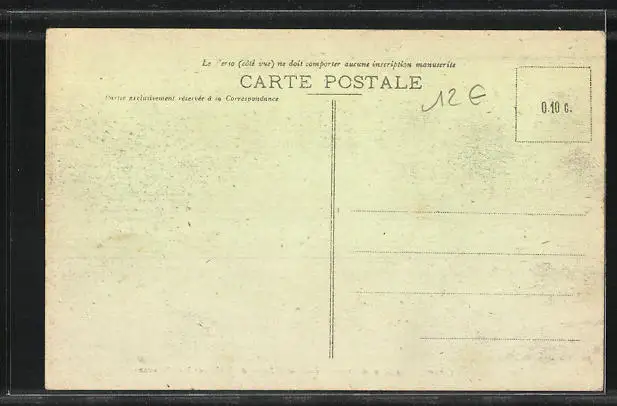 Le Verso (côté vue) ne doit comporter aucune inscription manuscrite
CARTE POSTALE
12 €
0.10 c.
Partie exclusivement réservée à la Correspondance